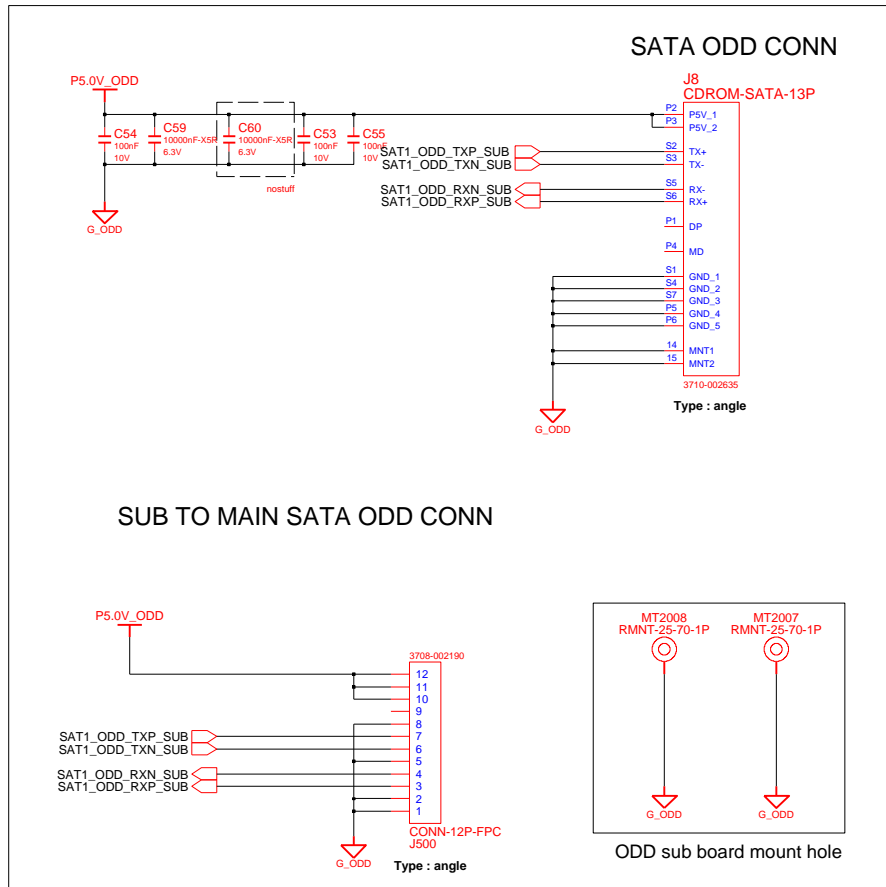 SATA ODD CONN
P5.0V_ODD
J8
CDROM-SATA-13P
C54
100nF
10V
C59
10000nF-X5R
6.3V
C60
10000nF-X5R
6.3V
nostuff
C53
100nF
10V
C55
100nF
10V
G_ODD
P2 P5V_1
P3 P5V_2
SAT1_ODD_TXP_SUB S2 TX+
SAT1_ODD_TXN_SUB S3 TX-
SAT1_ODD_RXN_SUB S5 RX-
SAT1_ODD_RXP_SUB S6 RX+
P1 DP
P4 MD
S1 GND_1
S4 GND_2
S7 GND_3
P5 GND_4
P6 GND_5
14 MNT1
15 MNT2
3710-002635
Type : angle
G_ODD
SUB TO MAIN SATA ODD CONN
P5.0V_ODD
3708-002190
12
11
10
9
8
SAT1_ODD_TXP_SUB 7
SAT1_ODD_TXN_SUB 6
5
SAT1_ODD_RXN_SUB 4
SAT1_ODD_RXP_SUB 3
2
1
CONN-12P-FPC
J500
G_ODD
Type : angle
MT2008
RMNT-25-70-1P
MT2007
RMNT-25-70-1P
G_ODD
G_ODD
ODD sub board mount hole